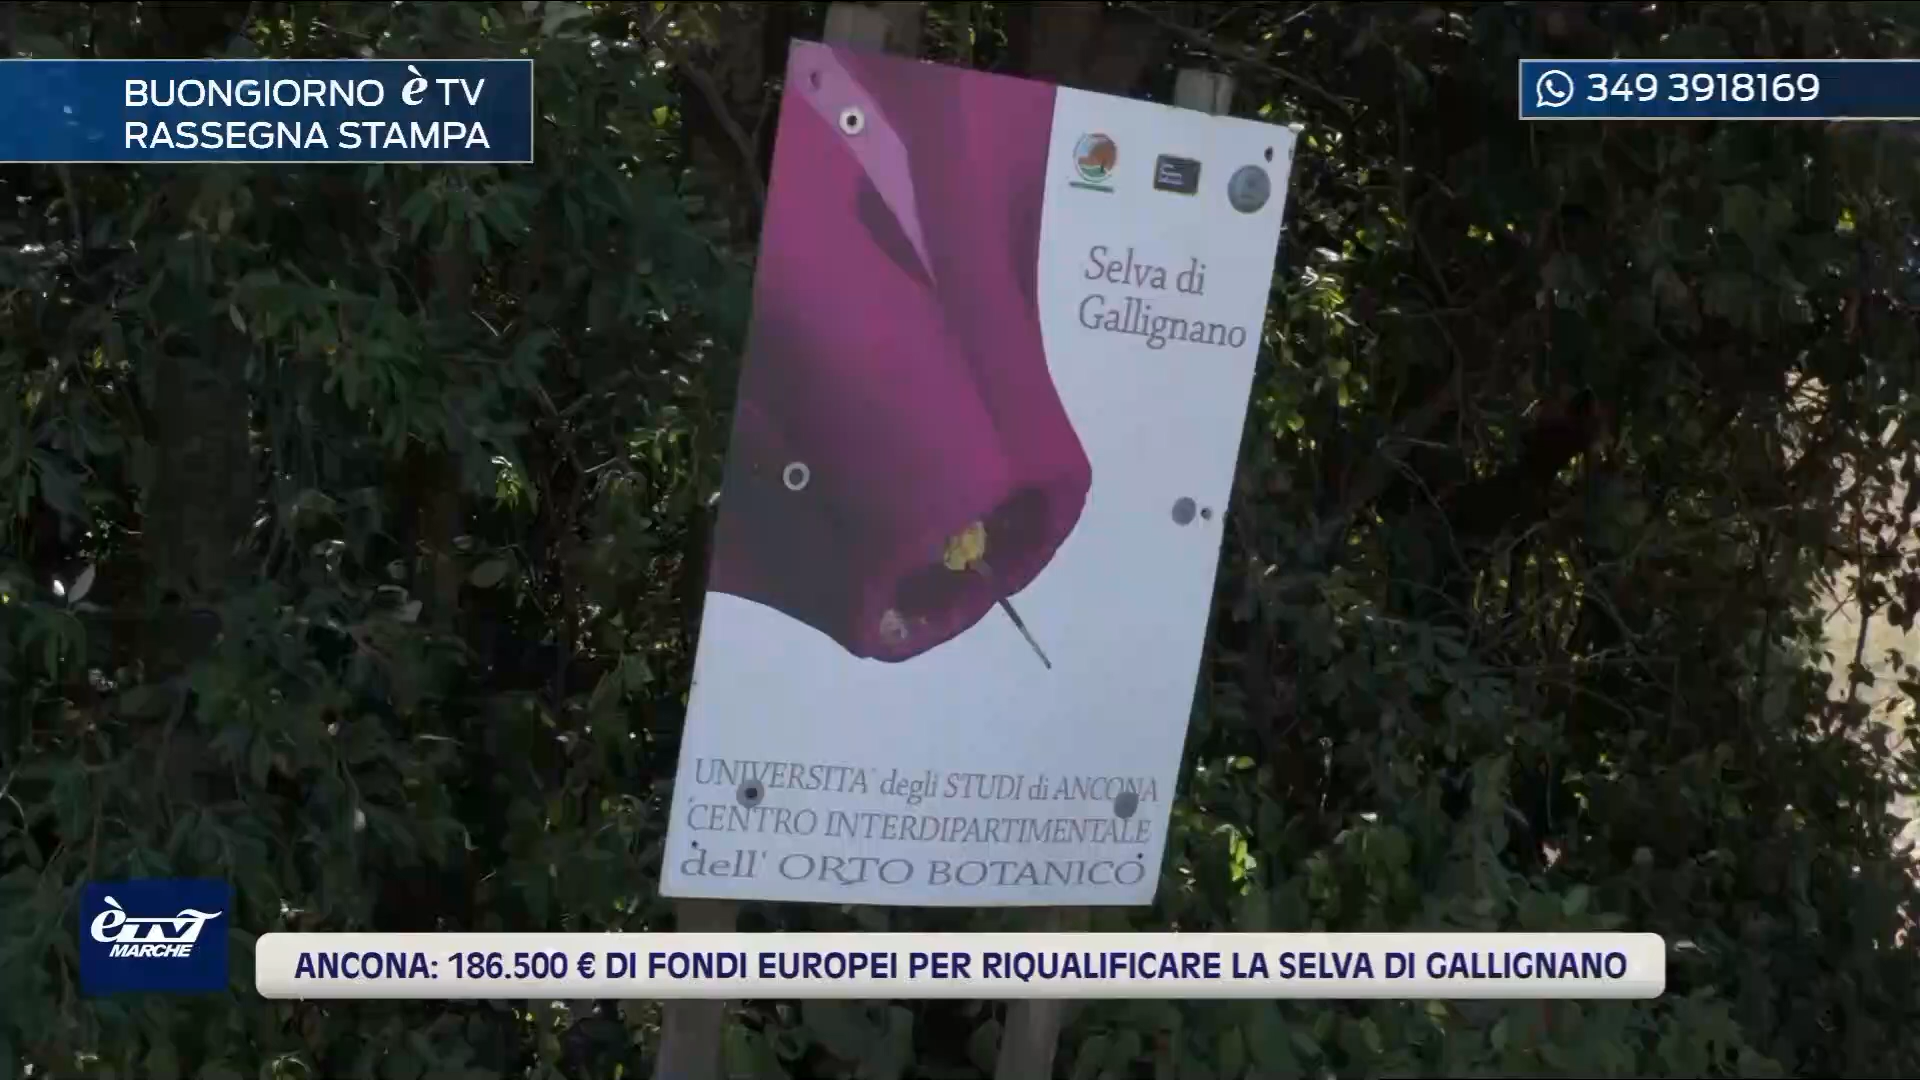 BUONGIORNO è TV
RASSEGNA STAMPA
349 3918169
Selva di
Gallignano
UNIVERSITA' degli STUDI di ANCONA
CENTRO INTERDIPARTIMENTALE
dell' ORTO BOTANICO
èTV
MARCHE
ANCONA: 186.500 € DI FONDI EUROPEI PER RIQUALIFICARE LA SELVA DI GALLIGNANO